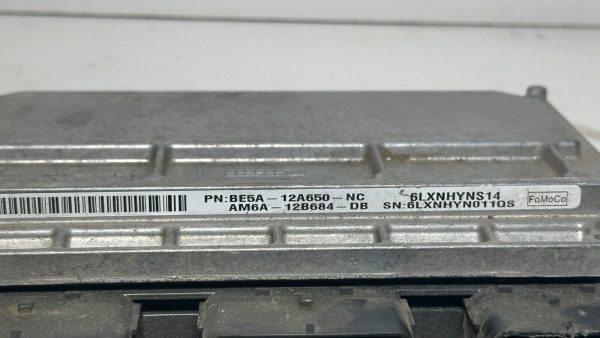 PN:BE5A-12A650-NC 6LXNHYNS14
AM6A-12B684-DB SN:6LXNHYN011QS
FoMoCo